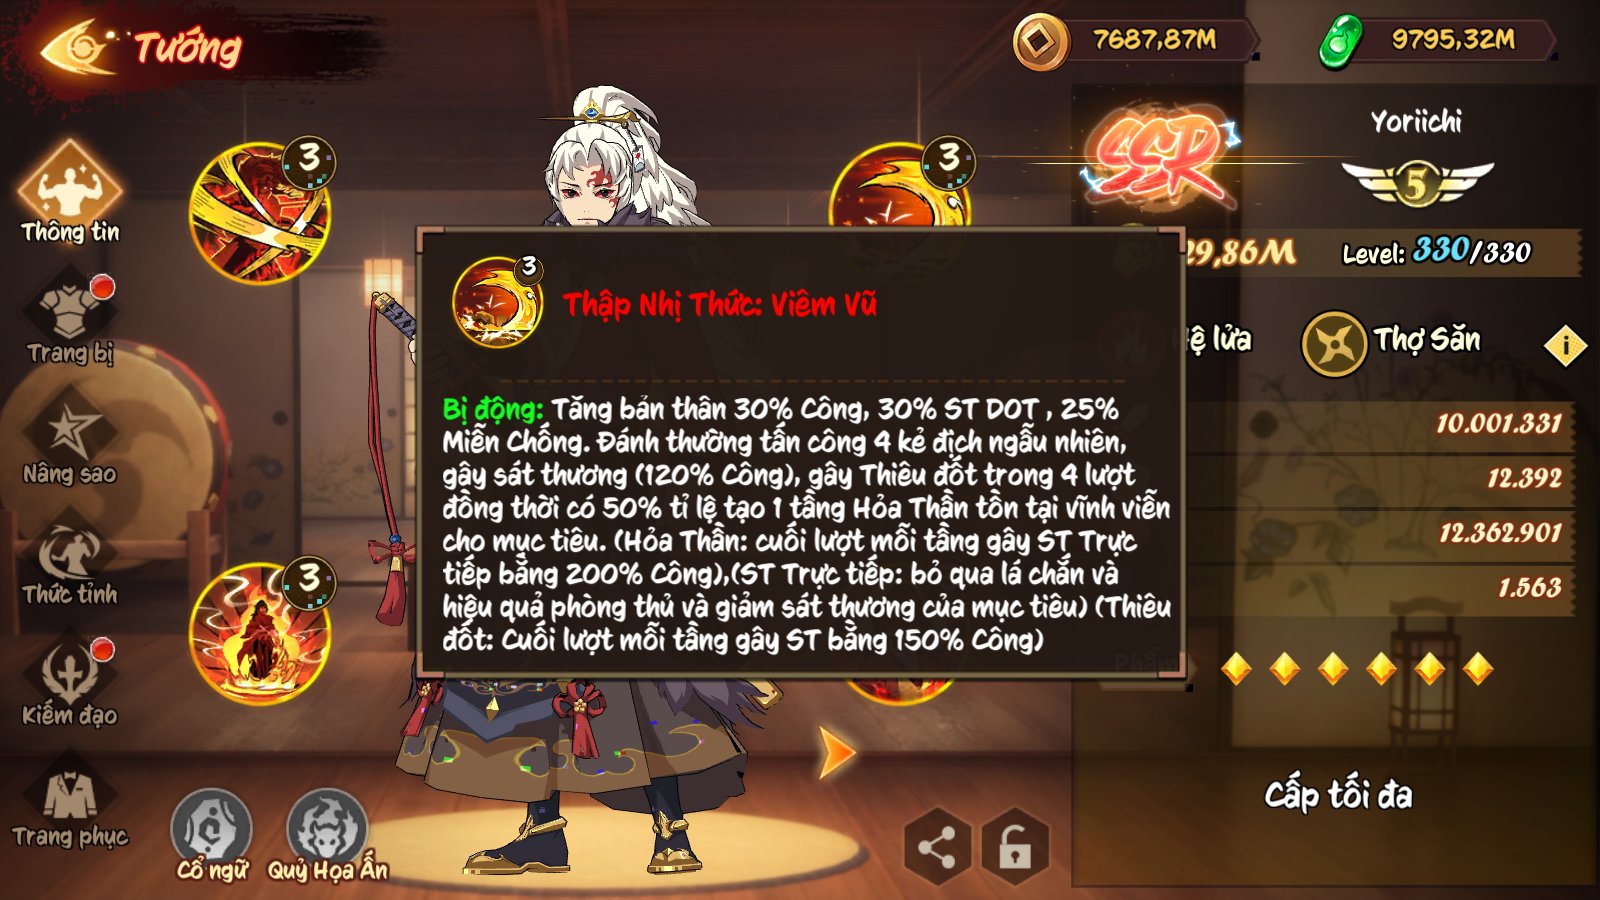 Tướng
7687,87M
9795,32M
Thông tin
Trang bị
Nâng sao
Thức tỉnh
Kiếm đạo
Trang phục
3
3
3
Cổ ngữ
Quỷ Họa Ấn
3
Thập Nhị Thức: Viêm Vũ
Bị động: Tăng bản thân 30% Công, 30% ST DOT , 25%
Miễn Chống. Đánh thường tấn công 4 kẻ địch ngẫu nhiên,
gây sát thương (120% Công), gây Thiêu đốt trong 4 lượt
đồng thời có 50% tỉ lệ tạo 1 tầng Hỏa Thần tồn tại vĩnh viễn
cho mục tiêu. (Hỏa Thần: cuối lượt mỗi tầng gây ST Trực
tiếp bằng 200% Công),(ST Trực tiếp: bỏ qua lá chắn và
hiệu quả phòng thủ và giảm sát thương của mục tiêu) (Thiêu
đốt: Cuối lượt mỗi tầng gây ST bằng 150% Công)
SSR
Yoriichi
5
29,86M
Level: 330/330
Hệ lửa
Thợ Săn
10.001.331
12.392
12.362.901
1.563
Phẩm
Cấp tối đa